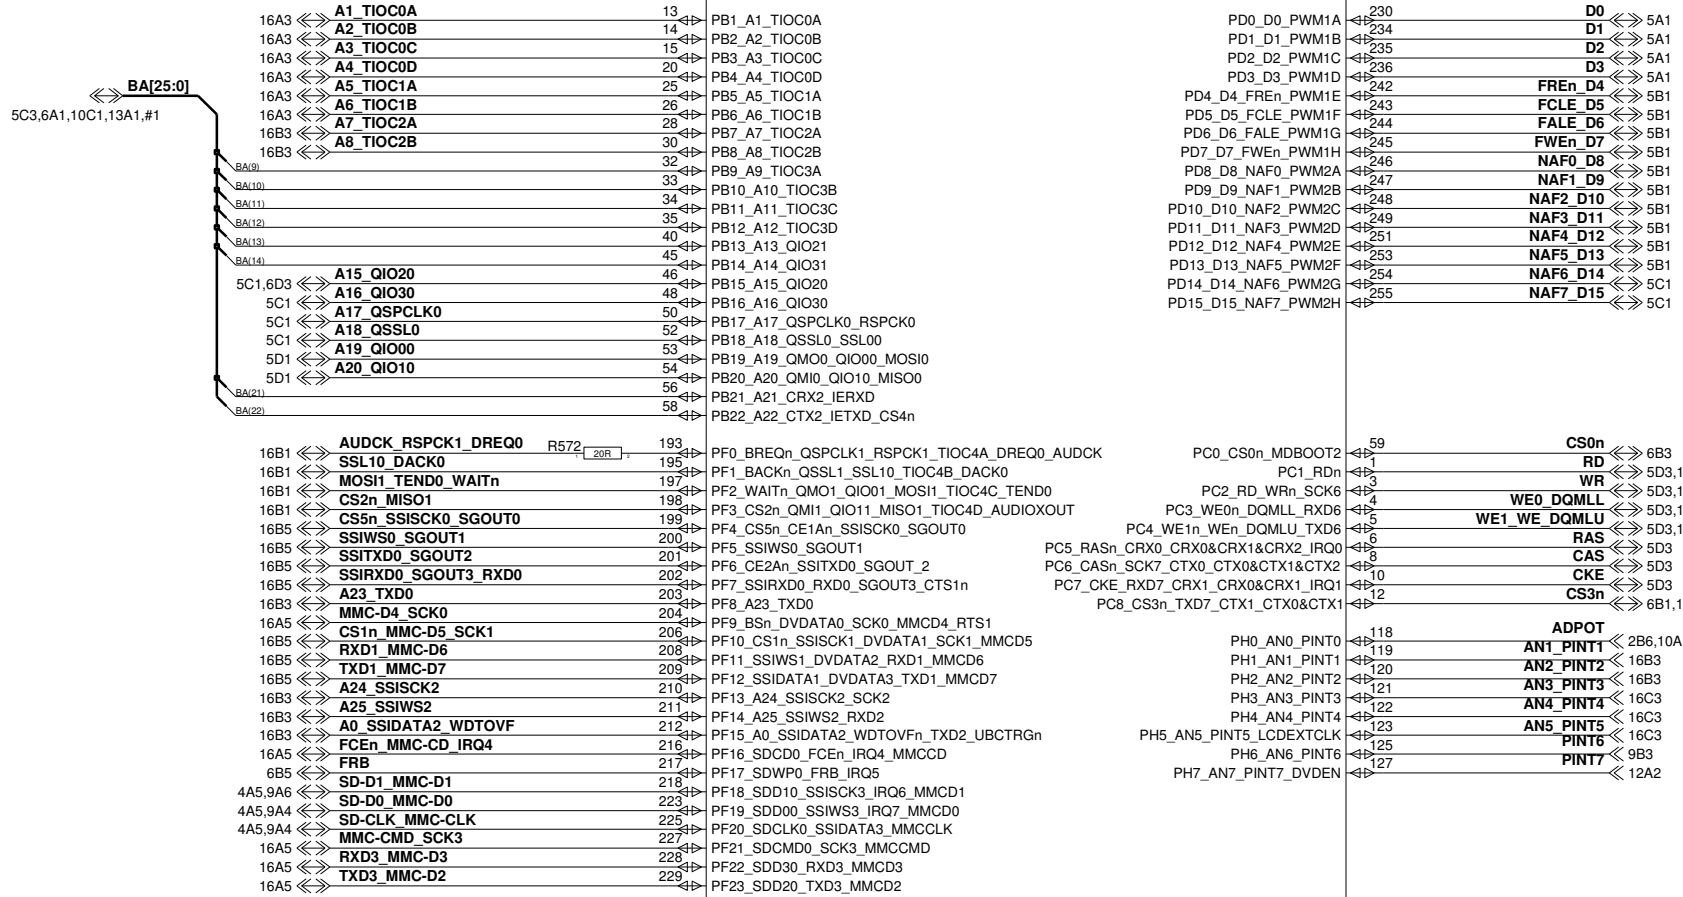 BA[25:0]
5C3,6A1,10C1,13A1,#1
16A3 A1_TIOC0A 13 PB1_A1_TIOC0A
16A3 A2_TIOC0B 14 PB2_A2_TIOC0B
16A3 A3_TIOC0C 15 PB3_A3_TIOC0C
16A3 A4_TIOC0D 20 PB4_A4_TIOC0D
16A3 A5_TIOC1A 25 PB5_A5_TIOC1A
16A3 A6_TIOC1B 26 PB6_A6_TIOC1B
16B3 A7_TIOC2A 28 PB7_A7_TIOC2A
16B3 A8_TIOC2B 30 PB8_A8_TIOC2B
BA(9) 32 PB9_A9_TIOC3A
BA(10) 33 PB10_A10_TIOC3B
BA(11) 34 PB11_A11_TIOC3C
BA(12) 35 PB12_A12_TIOC3D
BA(13) 40 PB13_A13_QIO21
BA(14) 45 PB14_A14_QIO31
5C1,6D3 A15_QIO20 46 PB15_A15_QIO20
5C1 A16_QIO30 48 PB16_A16_QIO30
5C1 A17_QSPCLK0 50 PB17_A17_QSPCLK0_RSPCK0
5C1 A18_QSSL0 52 PB18_A18_QSSL0_SSL00
5D1 A19_QIO00 53 PB19_A19_QMO0_QIO00_MOSI0
5D1 A20_QIO10 54 PB20_A20_QMI0_QIO10_MISO0
BA(21) 56 PB21_A21_CRX2_IERXD
BA(22) 58 PB22_A22_CTX2_IETXD_CS4n
16B1 AUDCK_RSPCK1_DREQ0 R572 1 20R 2 193 PF0_BREQn_QSPCLK1_RSPCK1_TIOC4A_DREQ0_AUDCK
16B1 SSL10_DACK0 195 PF1_BACKn_QSSL1_SSL10_TIOC4B_DACK0
16B1 MOSI1_TEND0_WAITn 197 PF2_WAITn_QMO1_QIO01_MOSI1_TIOC4C_TEND0
16B1 CS2n_MISO1 198 PF3_CS2n_QMI1_QIO11_MISO1_TIOC4D_AUDIOXOUT
16B5 CS5n_SSISCK0_SGOUT0 199 PF4_CS5n_CE1An_SSISCK0_SGOUT0
16B5 SSIWS0_SGOUT1 200 PF5_SSIWS0_SGOUT1
16B5 SSITXD0_SGOUT2 201 PF6_CE2An_SSITXD0_SGOUT_2
16B5 SSIRXD0_SGOUT3_RXD0 202 PF7_SSIRXD0_RXD0_SGOUT3_CTS1n
16B3 A23_TXD0 203 PF8_A23_TXD0
16A5 MMC-D4_SCK0 204 PF9_BSn_DVDATA0_SCK0_MMCD4_RTS1
16B5 CS1n_MMC-D5_SCK1 206 PF10_CS1n_SSISCK1_DVDATA1_SCK1_MMCD5
16B5 RXD1_MMC-D6 208 PF11_SSIWS1_DVDATA2_RXD1_MMCD6
16B5 TXD1_MMC-D7 209 PF12_SSIDATA1_DVDATA3_TXD1_MMCD7
16B3 A24_SSISCK2 210 PF13_A24_SSISCK2_SCK2
16B3 A25_SSIWS2 211 PF14_A25_SSIWS2_RXD2
16B3 A0_SSIDATA2_WDTOVF 212 PF15_A0_SSIDATA2_WDTOVFn_TXD2_UBCTRGn
16A5 FCEn_MMC-CD_IRQ4 216 PF16_SDCD0_FCEn_IRQ4_MMCCD
6B5 FRB 217 PF17_SDWP0_FRB_IRQ5
4A5,9A6 SD-D1_MMC-D1 218 PF18_SDD10_SSISCK3_IRQ6_MMCD1
4A5,9A4 SD-D0_MMC-D0 223 PF19_SDD00_SSIWS3_IRQ7_MMCD0
4A5,9A4 SD-CLK_MMC-CLK 225 PF20_SDCLK0_SSIDATA3_MMCCLK
16A5 MMC-CMD_SCK3 227 PF21_SDCMD0_SCK3_MMCCMD
16A5 RXD3_MMC-D3 228 PF22_SDD30_RXD3_MMCD3
16A5 TXD3_MMC-D2 229 PF23_SDD20_TXD3_MMCD2
PD0_D0_PWM1A 230 D0 5A1
PD1_D1_PWM1B 234 D1 5A1
PD2_D2_PWM1C 235 D2 5A1
PD3_D3_PWM1D 236 D3 5A1
PD4_D4_FREn_PWM1E 242 FREn_D4 5B1
PD5_D5_FCLE_PWM1F 243 FCLE_D5 5B1
PD6_D6_FALE_PWM1G 244 FALE_D6 5B1
PD7_D7_FWEn_PWM1H 245 FWEn_D7 5B1
PD8_D8_NAF0_PWM2A 246 NAF0_D8 5B1
PD9_D9_NAF1_PWM2B 247 NAF1_D9 5B1
PD10_D10_NAF2_PWM2C 248 NAF2_D10 5B1
PD11_D11_NAF3_PWM2D 249 NAF3_D11 5B1
PD12_D12_NAF4_PWM2E 251 NAF4_D12 5B1
PD13_D13_NAF5_PWM2F 253 NAF5_D13 5B1
PD14_D14_NAF6_PWM2G 254 NAF6_D14 5C1
PD15_D15_NAF7_PWM2H 255 NAF7_D15 5C1
PC0_CS0n_MDBOOT2 59 CS0n 6B3
PC1_RDn 1 RD 5D3,1
PC2_RD_WRn_SCK6 3 WR 5D3,1
PC3_WE0n_DQMLL_RXD6 4 WE0_DQMLL 5D3,1
PC4_WE1n_WEn_DQMLU_TXD6 5 WE1_WE_DQMLU 5D3,1
PC5_RASn_CRX0_CRX0&CRX1&CRX2_IRQ0 6 RAS 5D3
PC6_CASn_SCK7_CTX0_CTX0&CTX1&CTX2 8 CAS 5D3
PC7_CKE_RXD7_CRX1_CRX0&CRX1_IRQ1 10 CKE 5D3
PC8_CS3n_TXD7_CTX1_CTX0&CTX1 12 CS3n 6B1,1
PH0_AN0_PINT0 118 ADPOT 2B6,10A
PH1_AN1_PINT1 119 AN1_PINT1 16B3
PH2_AN2_PINT2 120 AN2_PINT2 16B3
PH3_AN3_PINT3 121 AN3_PINT3 16C3
PH4_AN4_PINT4 122 AN4_PINT4 16C3
PH5_AN5_PINT5_LCDEXTCLK 123 AN5_PINT5 16C3
PH6_AN6_PINT6 125 PINT6 9B3
PH7_AN7_PINT7_DVDEN 127 PINT7 12A2